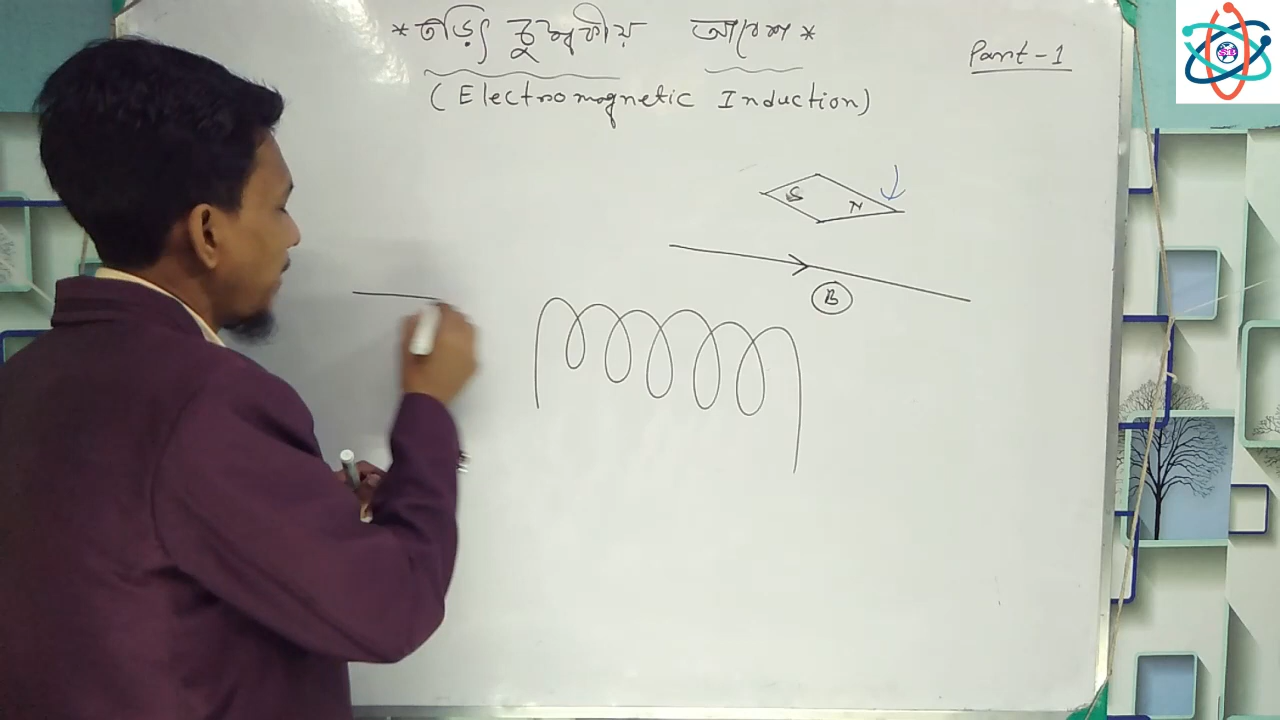 *তড়িৎ চুম্বকীয় আবেশ*
Part-1
(Electromagnetic Induction)
S N
B